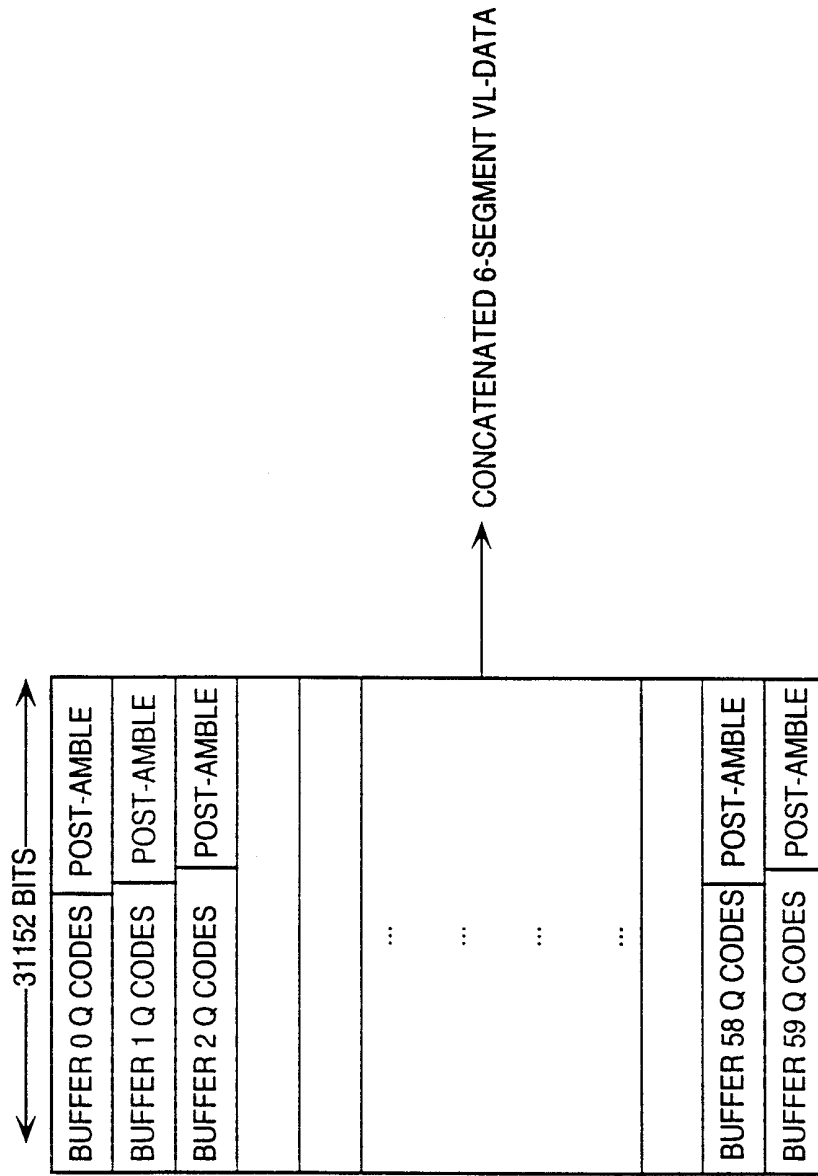 31152 BITS
BUFFER 0 Q CODES POST-AMBLE
BUFFER 1 Q CODES POST-AMBLE
BUFFER 2 Q CODES POST-AMBLE
...
...
...
...
CONCATENATED 6-SEGMENT VL-DATA
BUFFER 58 Q CODES POST-AMBLE
BUFFER 59 Q CODES POST-AMBLE